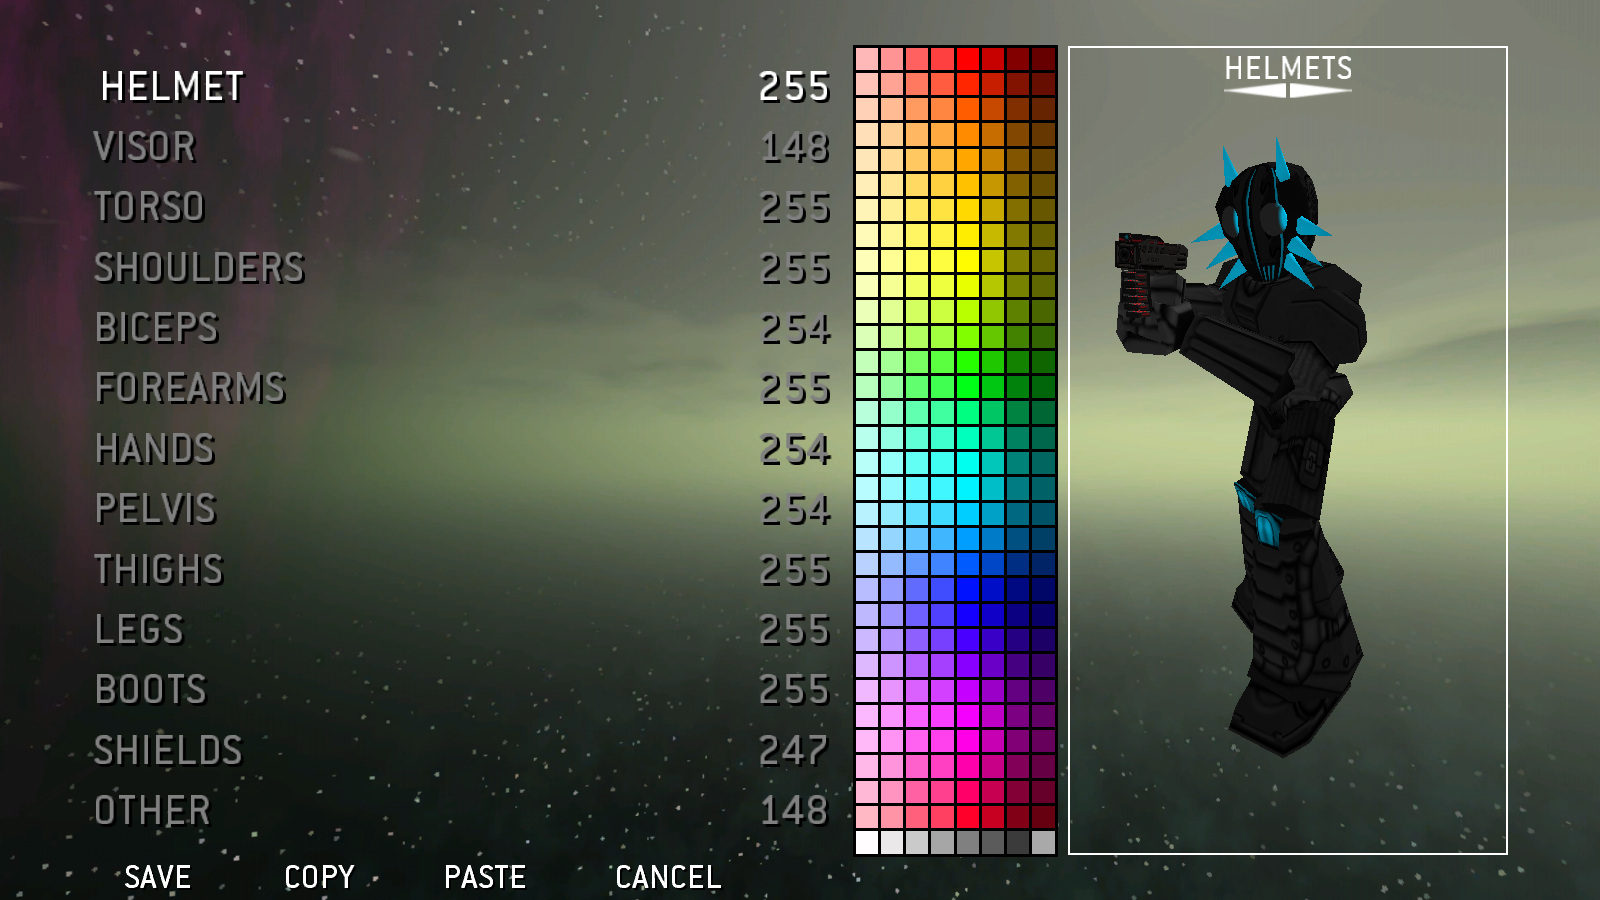 HELMET 255
VISOR 148
TORSO 255
SHOULDERS 255
BICEPS 254
FOREARMS 255
HANDS 254
PELVIS 254
THIGHS 255
LEGS 255
BOOTS 255
SHIELDS 247
OTHER 148
SAVE COPY PASTE CANCEL
HELMETS